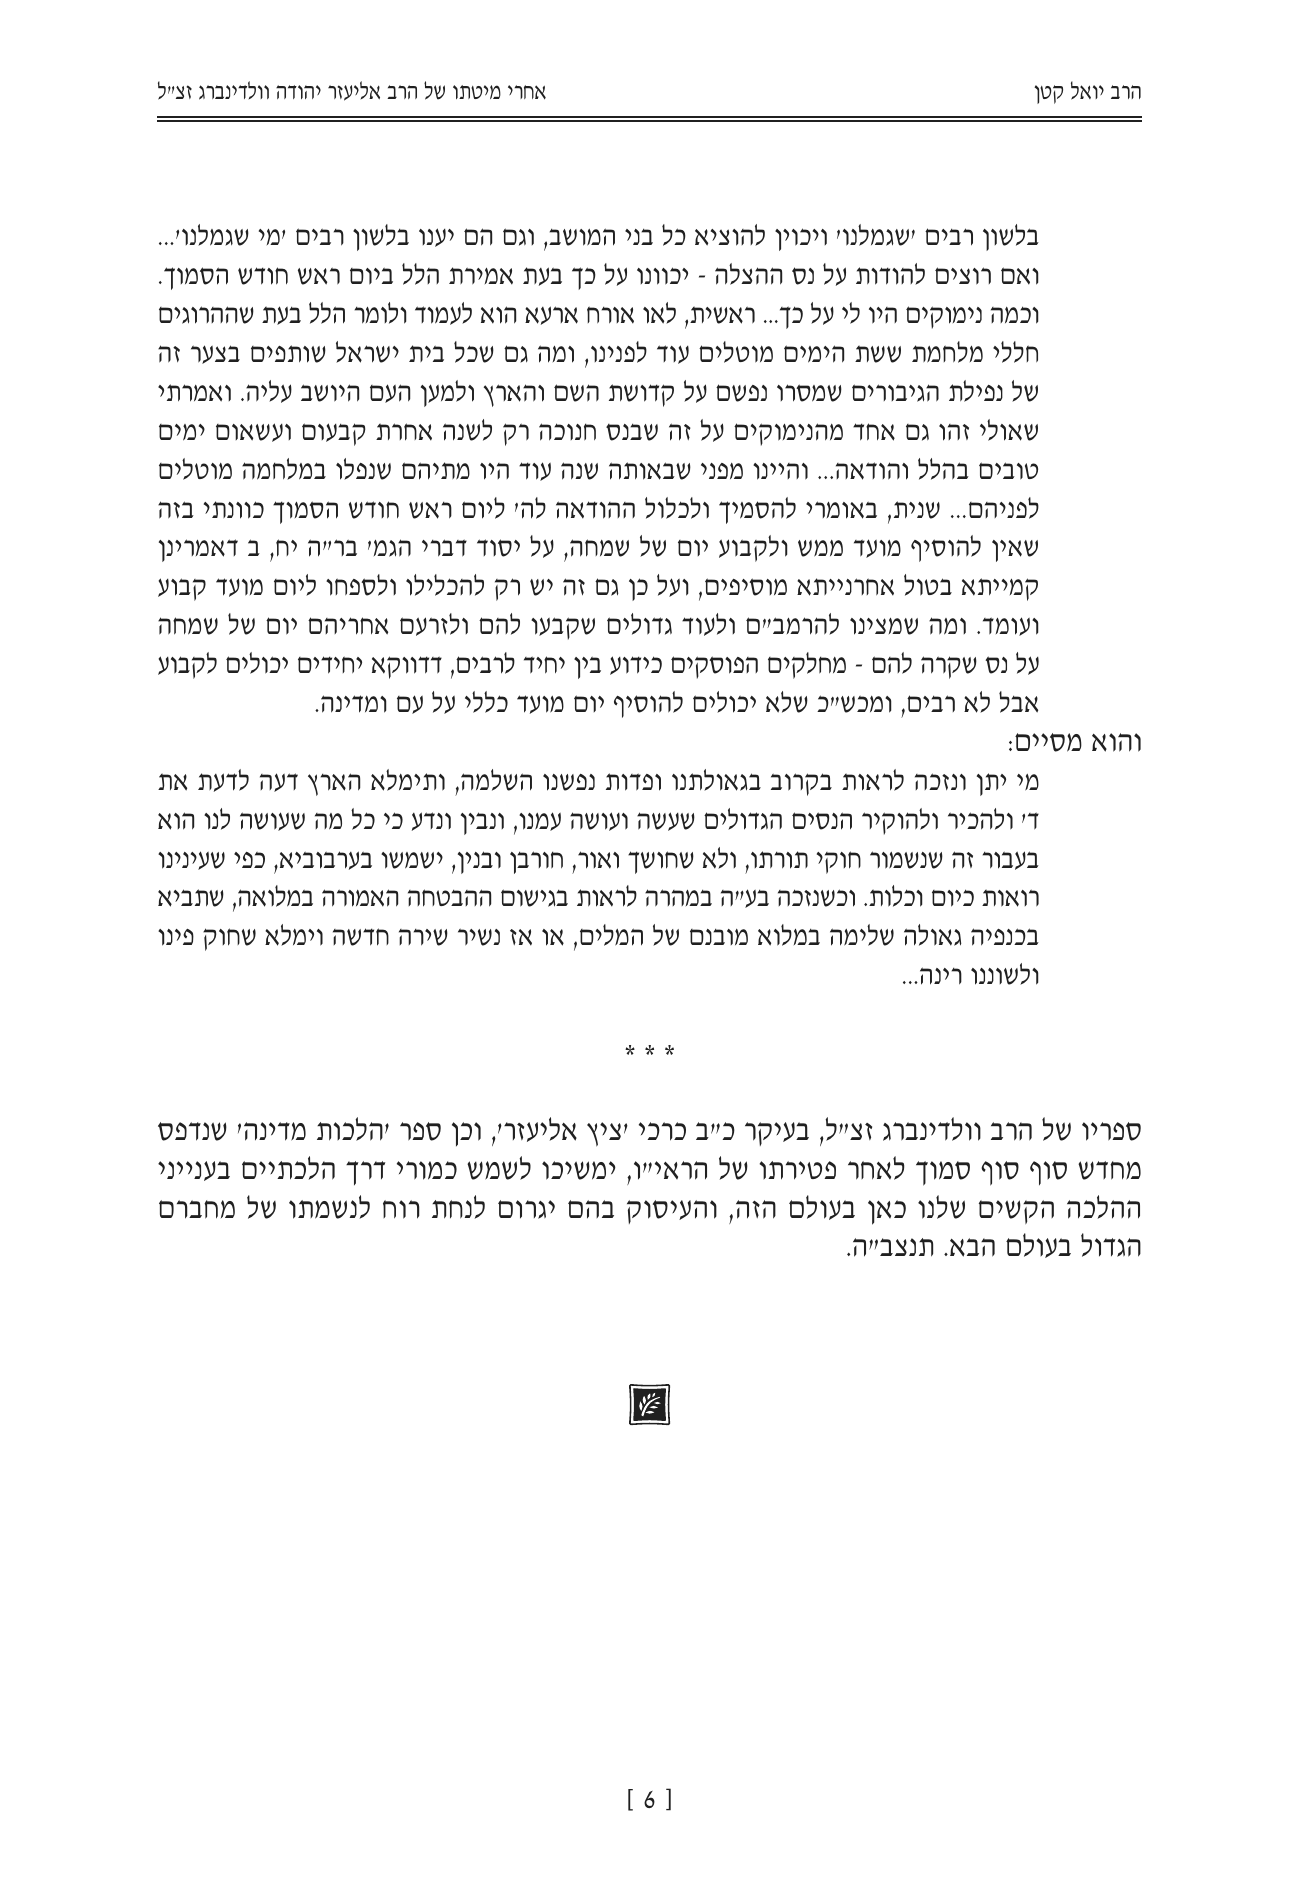 הרב יואל קטן
אחרי מיטתו של הרב אליעזר יהודה וולדינברג זצ"ל
בלשון רבים 'שגמלנו' ויכוין להוציא כל בני המושב, וגם הם יענו בלשון רבים 'מי שגמלנו'...
ואם רוצים להודות על נס ההצלה - יכוונו על כך בעת אמירת הלל ביום ראש חודש הסמוך.
וכמה נימוקים היו לי על כך... ראשית, לאו אורח ארעא הוא לעמוד ולומר הלל בעת שההרוגים
חללי מלחמת ששת הימים מוטלים עוד לפנינו, ומה גם שכל בית ישראל שותפים בצער זה
של נפילת הגיבורים שמסרו נפשם על קדושת השם והארץ ולמען העם היושב עליה. ואמרתי
שאולי זהו גם אחד מהנימוקים על זה שבנס חנוכה רק לשנה אחרת קבעום ועשאום ימים
טובים בהלל והודאה... והיינו מפני שבאותה שנה עוד היו מתיהם שנפלו במלחמה מוטלים
לפניהם... שנית, באומרי להסמיך ולכלול ההודאה לה' ליום ראש חודש הסמוך כוונתי בזה
שאין להוסיף מועד ממש ולקבוע יום של שמחה, על יסוד דברי הגמ' בר"ה יח, ב דאמרינן
קמייתא בטול אחרנייתא מוסיפים, ועל כן גם זה יש רק להכלילו ולספחו ליום מועד קבוע
ועומד. ומה שמצינו להרמב"ם ולעוד גדולים שקבעו להם ולזרעם אחריהם יום של שמחה
על נס שקרה להם - מחלקים הפוסקים כידוע בין יחיד לרבים, דדווקא יחידים יכולים לקבוע
אבל לא רבים, ומכש"כ שלא יכולים להוסיף יום מועד כללי על עם ומדינה.
והוא מסיים:
מי יתן ונזכה לראות בקרוב בגאולתנו ופדות נפשנו השלמה, ותימלא הארץ דעה לדעת את
ד' ולהכיר ולהוקיר הנסים הגדולים שעשה ועושה עמנו, ונבין ונדע כי כל מה שעושה לנו הוא
בעבור זה שנשמור חוקי תורתו, ולא שחושך ואור, חורבן ובנין, ישמשו בערבוביא, כפי שעינינו
רואות כיום וכלות. וכשנזכה בע"ה במהרה לראות בגישום ההבטחה האמורה במלואה, שתביא
בכנפיה גאולה שלימה במלוא מובנם של המלים, או אז נשיר שירה חדשה וימלא שחוק פינו
ולשוננו רינה...
* * *
ספריו של הרב וולדינברג זצ"ל, בעיקר כ"ב כרכי 'ציץ אליעזר', וכן ספר 'הלכות מדינה' שנדפס
מחדש סוף סוף סמוך לאחר פטירתו של הראי"ו, ימשיכו לשמש כמורי דרך הלכתיים בענייני
ההלכה הקשים שלנו כאן בעולם הזה, והעיסוק בהם יגרום לנחת רוח לנשמתו של מחברם
הגדול בעולם הבא. תנצב"ה.
[ 6 ]